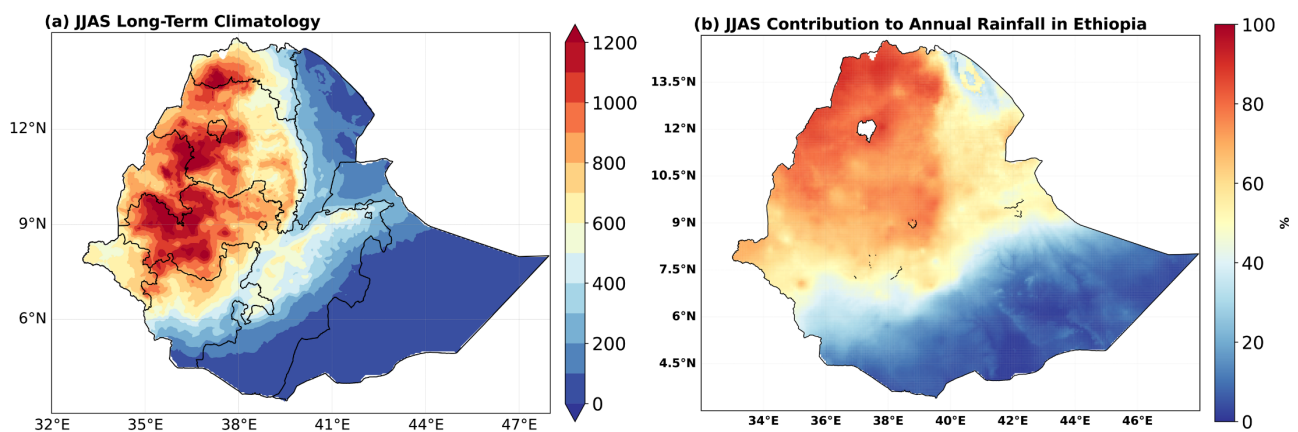 (a) JJAS Long-Term Climatology
12°N
9°N
6°N
32°E 35°E 38°E 41°E 44°E 47°E
1200
1000
800
600
400
200
0
(b) JJAS Contribution to Annual Rainfall in Ethiopia
13.5°N
12°N
10.5°N
9°N
7.5°N
6°N
4.5°N
34°E 36°E 38°E 40°E 42°E 44°E 46°E
100
80
60
40
20
0
%